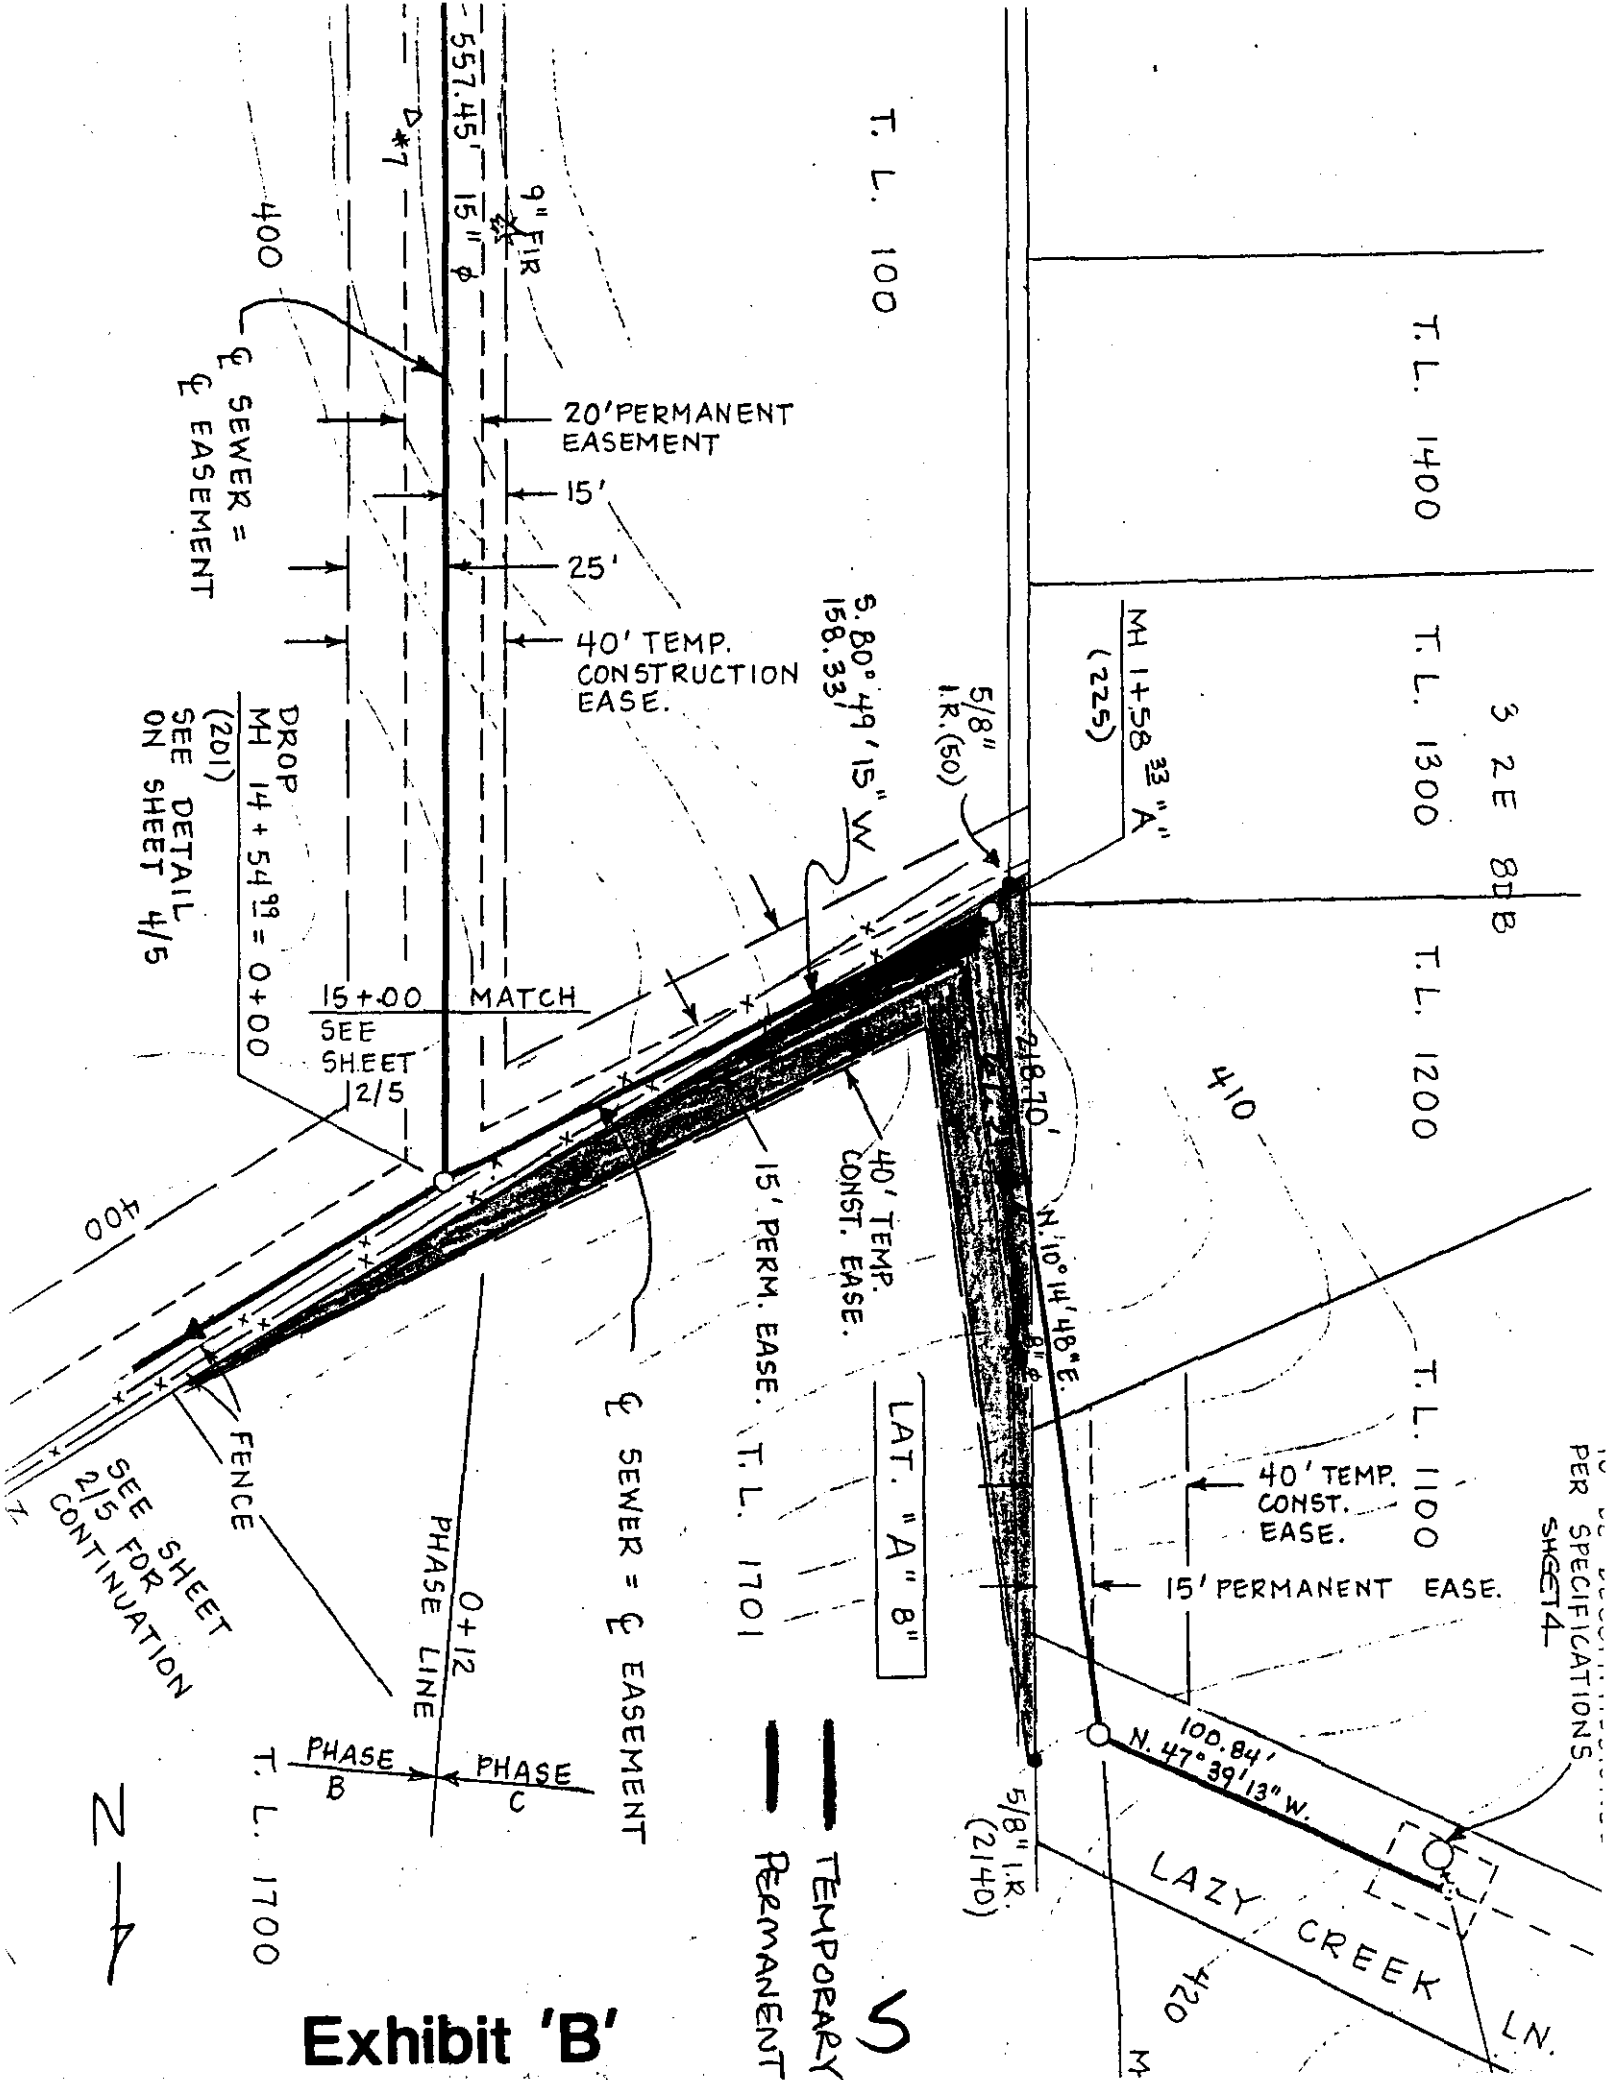 557.45' 15" ϕ
△ *7
9" FIR
400
T. L. 100
T. L. 1400
T. L. 1300
3 2E 8DB
T. L. 1200
T. L. 1100
℄ SEWER =
℄ EASEMENT
20' PERMANENT
EASEMENT
15'
25'
40' TEMP.
CONSTRUCTION
EASE.
S. 80° 49' 15" W
158.33'
5/8"
I.R. (50)
MH 1+58 33 "A"
(225)
DROP
MH 14 + 54 99 = 0+00
(201)
SEE DETAIL
ON SHEET 4/5
15+00 MATCH
SEE
SHEET
2/5
218.70'
N. 10° 14' 48" E.
8" ϕ
410
400
40' TEMP.
CONST. EASE.
15' PERM. EASE.
T. L. 1701
LAT. "A" 8"
℄ SEWER = ℄ EASEMENT
40' TEMP.
CONST.
EASE.
15' PERMANENT EASE.
PER SPECIFICATIONS
SHEET 4
FENCE
SEE SHEET
2/5 FOR
CONTINUATION
0+12
PHASE LINE
PHASE
B
PHASE
C
T. L. 1700
100.84'
N. 47° 39' 13" W.
5/8" I.R.
(2140)
LAZY CREEK LN.
420
M
TEMPORARY
PERMANENT
N
5
Exhibit 'B'